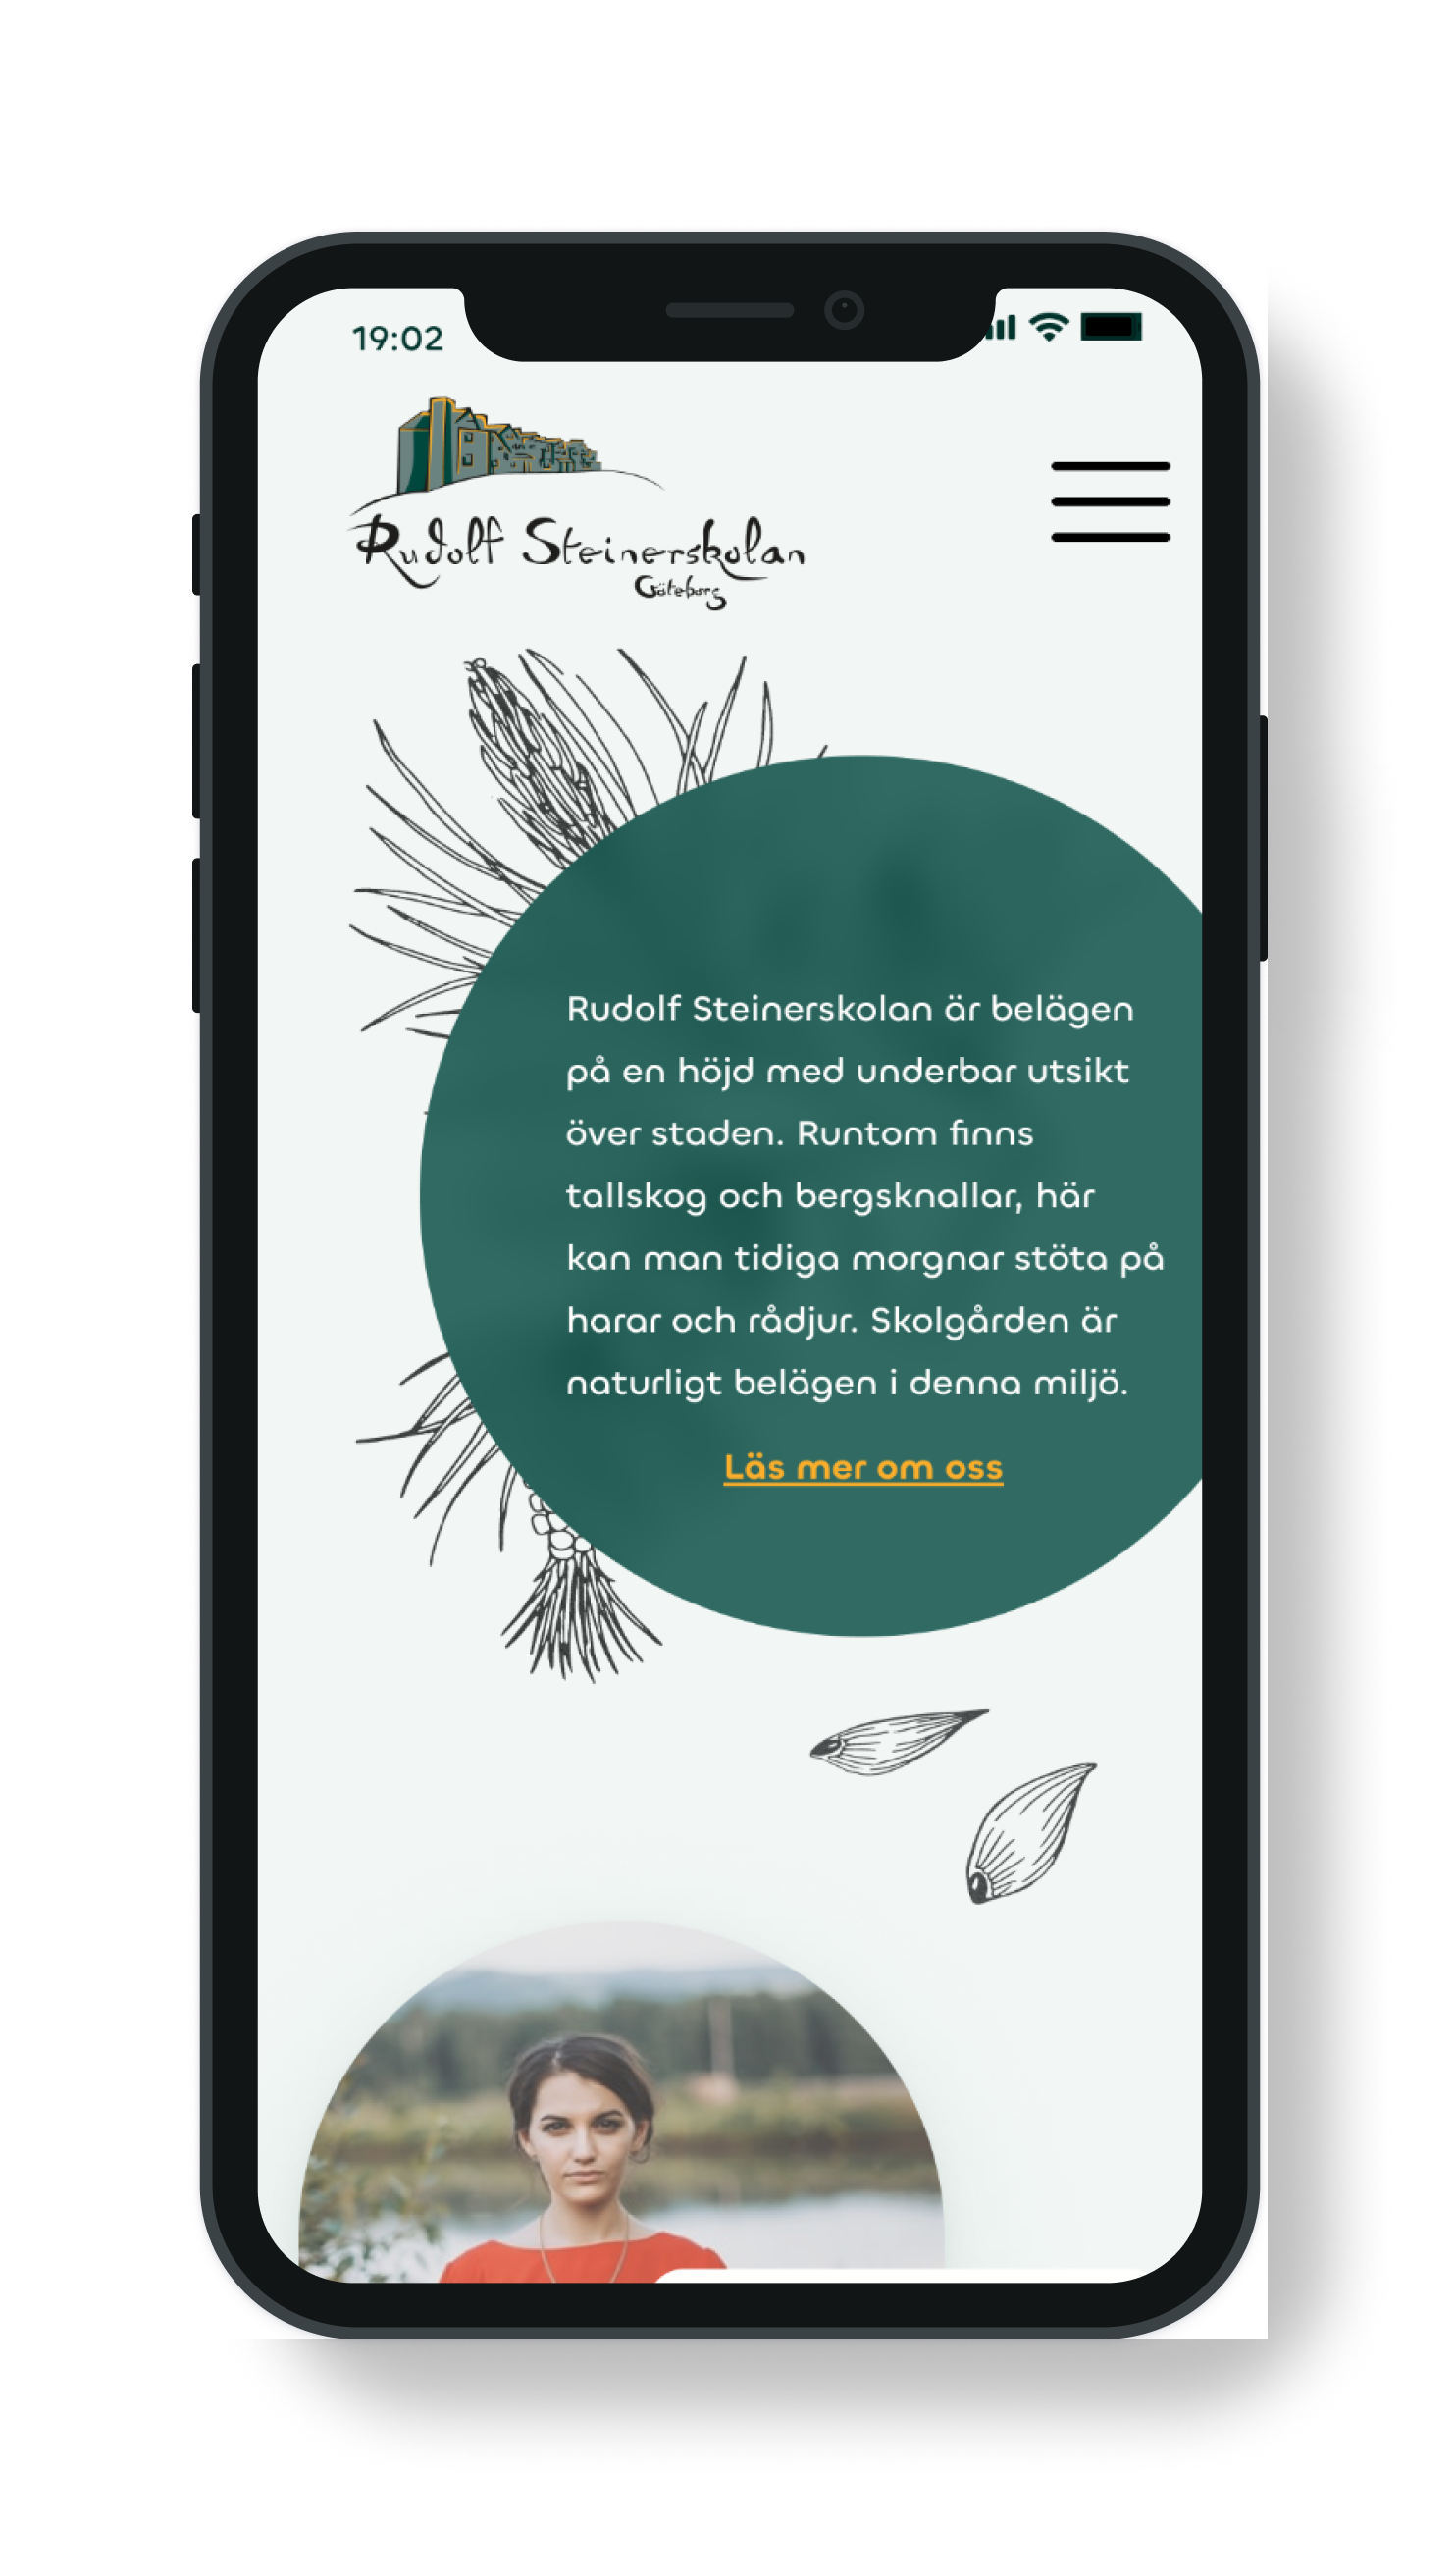 19:02
Rudolf Steinerskolan
Göteborg
Rudolf Steinerskolan är belägen
på en höjd med underbar utsikt
över staden. Runtom finns
tallskog och bergsknallar, här
kan man tidiga morgnar stöta på
harar och rådjur. Skolgården är
naturligt belägen i denna miljö.
Läs mer om oss